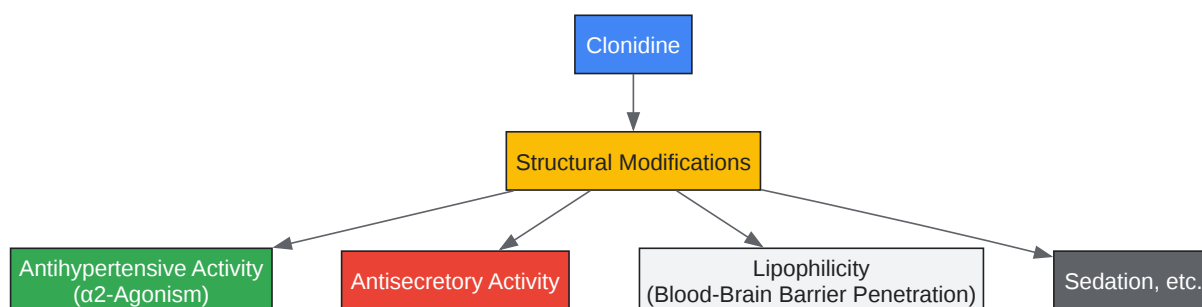 Clonidine
Structural Modifications
Antihypertensive Activity
(α2-Agonism)
Antisecretory Activity
Lipophilicity
(Blood-Brain Barrier Penetration)
Sedation, etc.